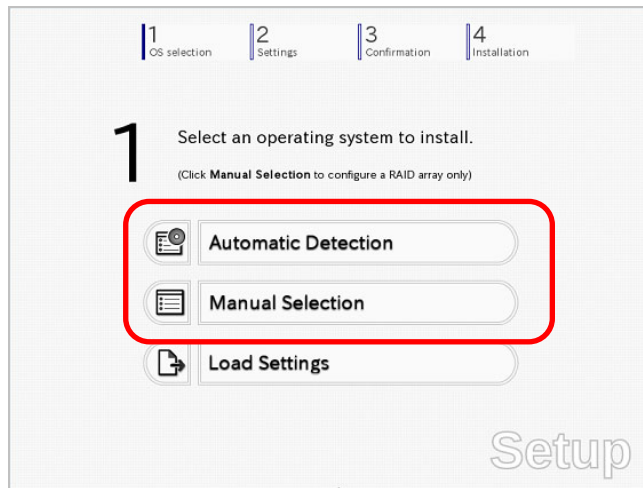 1 2 3 4
OS selection Settings Confirmation Installation
1 Select an operating system to install.
(Click Manual Selection to configure a RAID array only)
Automatic Detection
Manual Selection
Load Settings
Setup